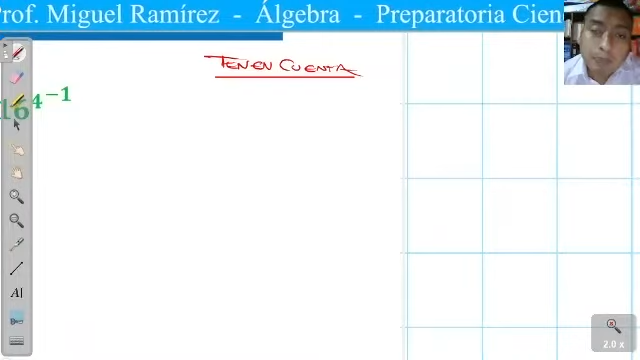 Prof. Miguel Ramírez - Álgebra - Preparatoria Cien
TEN EN CUENTA
16^4^-1
A|
2.0 x